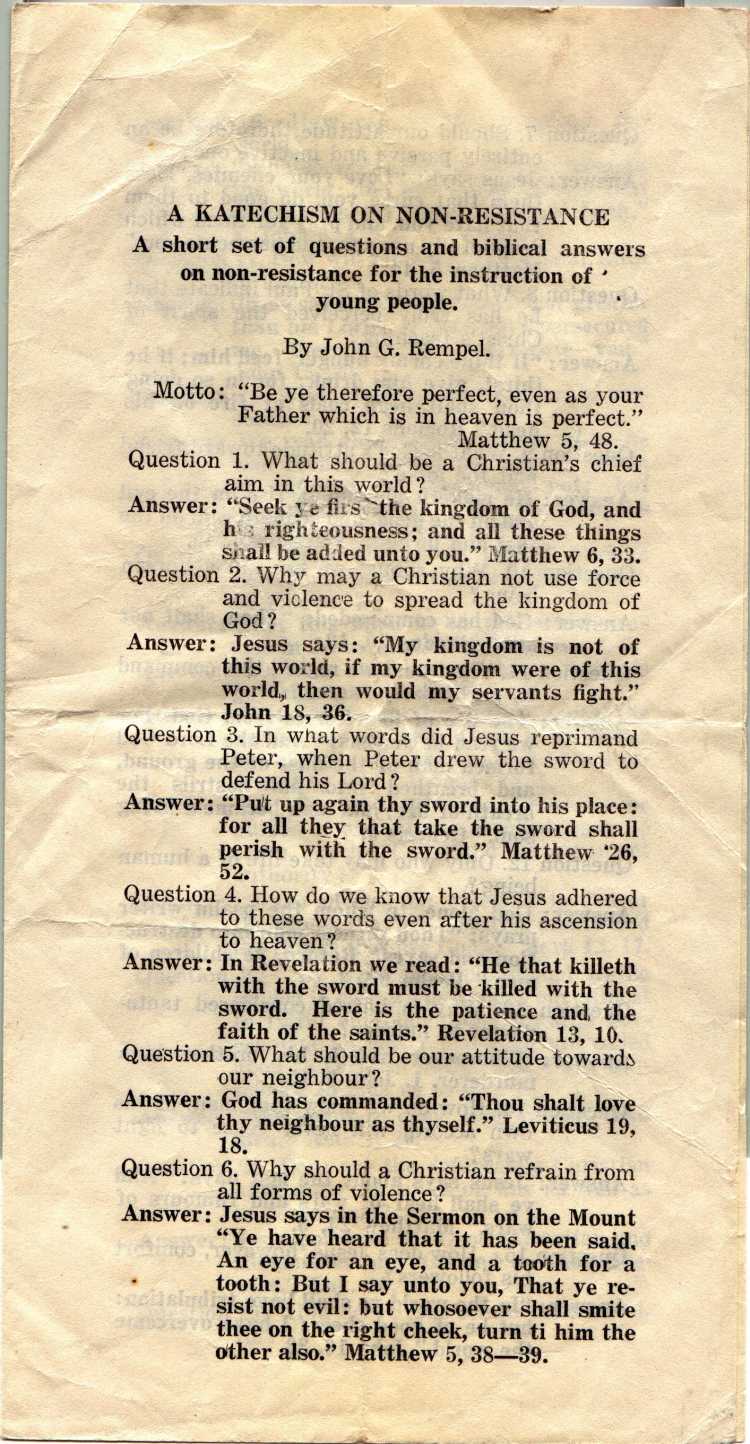 A KATECHISM ON NON-RESISTANCE
A short set of questions and biblical answers
on non-resistance for the instruction of
young people.
By John G. Rempel.
Motto: “Be ye therefore perfect, even as your
Father which is in heaven is perfect.”
Matthew 5, 48.
Question 1. What should be a Christian’s chief
aim in this world?
Answer: “Seek ye firs the kingdom of God, and
his righteousness; and all these things
shall be added unto you.” Matthew 6, 33.
Question 2. Why may a Christian not use force
and violence to spread the kingdom of
God?
Answer: Jesus says: “My kingdom is not of
this world, if my kingdom were of this
world, then would my servants fight.”
John 18, 36.
Question 3. In what words did Jesus reprimand
Peter, when Peter drew the sword to
defend his Lord?
Answer: “Put up again thy sword into his place:
for all they that take the sword shall
perish with the sword.” Matthew 26,
52.
Question 4. How do we know that Jesus adhered
to these words even after his ascension
to heaven?
Answer: In Revelation we read: “He that killeth
with the sword must be killed with the
sword. Here is the patience and the
faith of the saints.” Revelation 13, 10.
Question 5. What should be our attitude towards
our neighbour?
Answer: God has commanded: “Thou shalt love
thy neighbour as thyself.” Leviticus 19,
18.
Question 6. Why should a Christian refrain from
all forms of violence?
Answer: Jesus says in the Sermon on the Mount
“Ye have heard that it has been said,
An eye for an eye, and a tooth for a
tooth: But I say unto you, That ye re-
sist not evil: but whosoever shall smite
thee on the right cheek, turn ti him the
other also.” Matthew 5, 38—39.